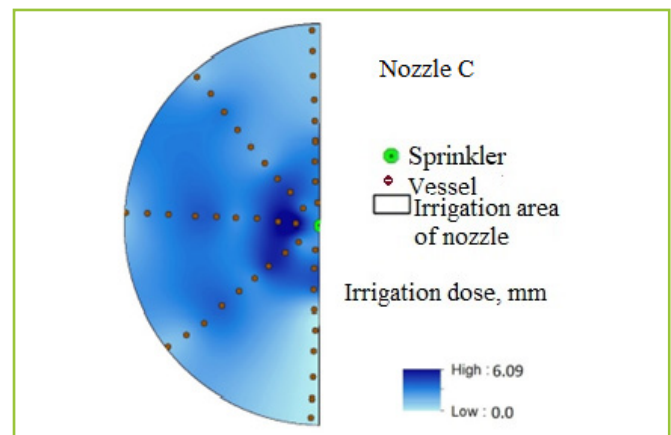 Nozzle C
Sprinkler
Vessel
Irrigation area
of nozzle
Irrigation dose, mm
High : 6.09
Low : 0.0